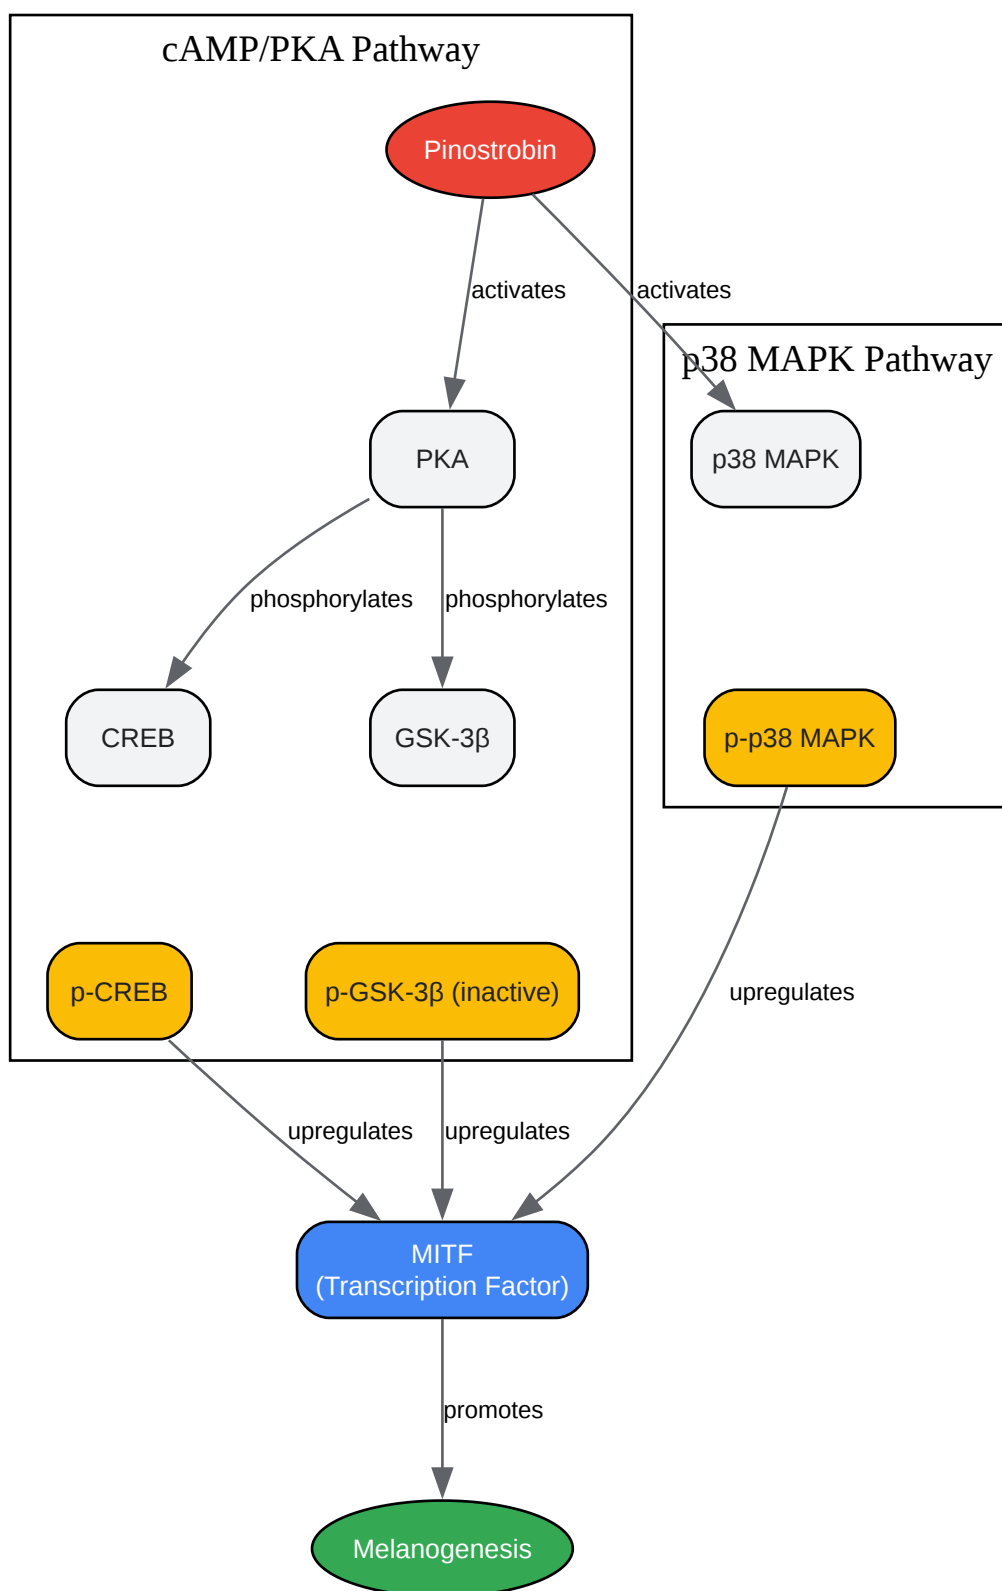 cAMP/PKA Pathway
Pinostrobin
activates
activates
p38 MAPK Pathway
PKA
p38 MAPK
phosphorylates
phosphorylates
CREB
GSK-3β
p-p38 MAPK
p-CREB
p-GSK-3β (inactive)
upregulates
upregulates
upregulates
MITF
(Transcription Factor)
promotes
Melanogenesis